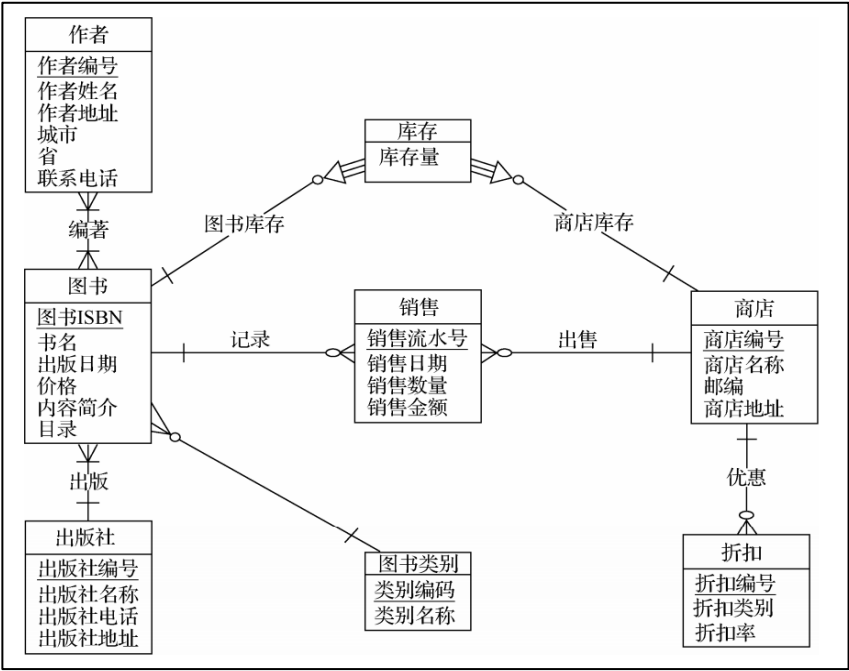 作者
作者编号
作者姓名
作者地址
城市
省
联系电话
编著
库存
库存量
图书库存
商店库存
图书
图书ISBN
书名
出版日期
价格
内容简介
目录
记录
销售
销售流水号
销售日期
销售数量
销售金额
出售
商店
商店编号
商店名称
邮编
商店地址
出版
优惠
出版社
出版社编号
出版社名称
出版社电话
出版社地址
图书类别
类别编码
类别名称
折扣
折扣编号
折扣类别
折扣率